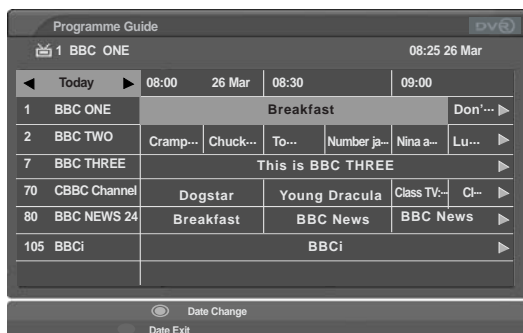 Programme Guide DVR
1 BBC ONE 08:25 26 Mar
◀ Today ▶ 08:00 26 Mar 08:30 09:00
1 BBC ONE Breakfast Don'··· ▶
2 BBC TWO Cramp··· Chuck··· To··· Number ja··· Nina a··· Lu··· ▶
7 BBC THREE This is BBC THREE ▶
70 CBBC Channel Dogstar Young Dracula Class TV:··· Cl··· ▶
80 BBC NEWS 24 Breakfast BBC News BBC News ▶
105 BBCi BBCi ▶
Date Change
Date Exit